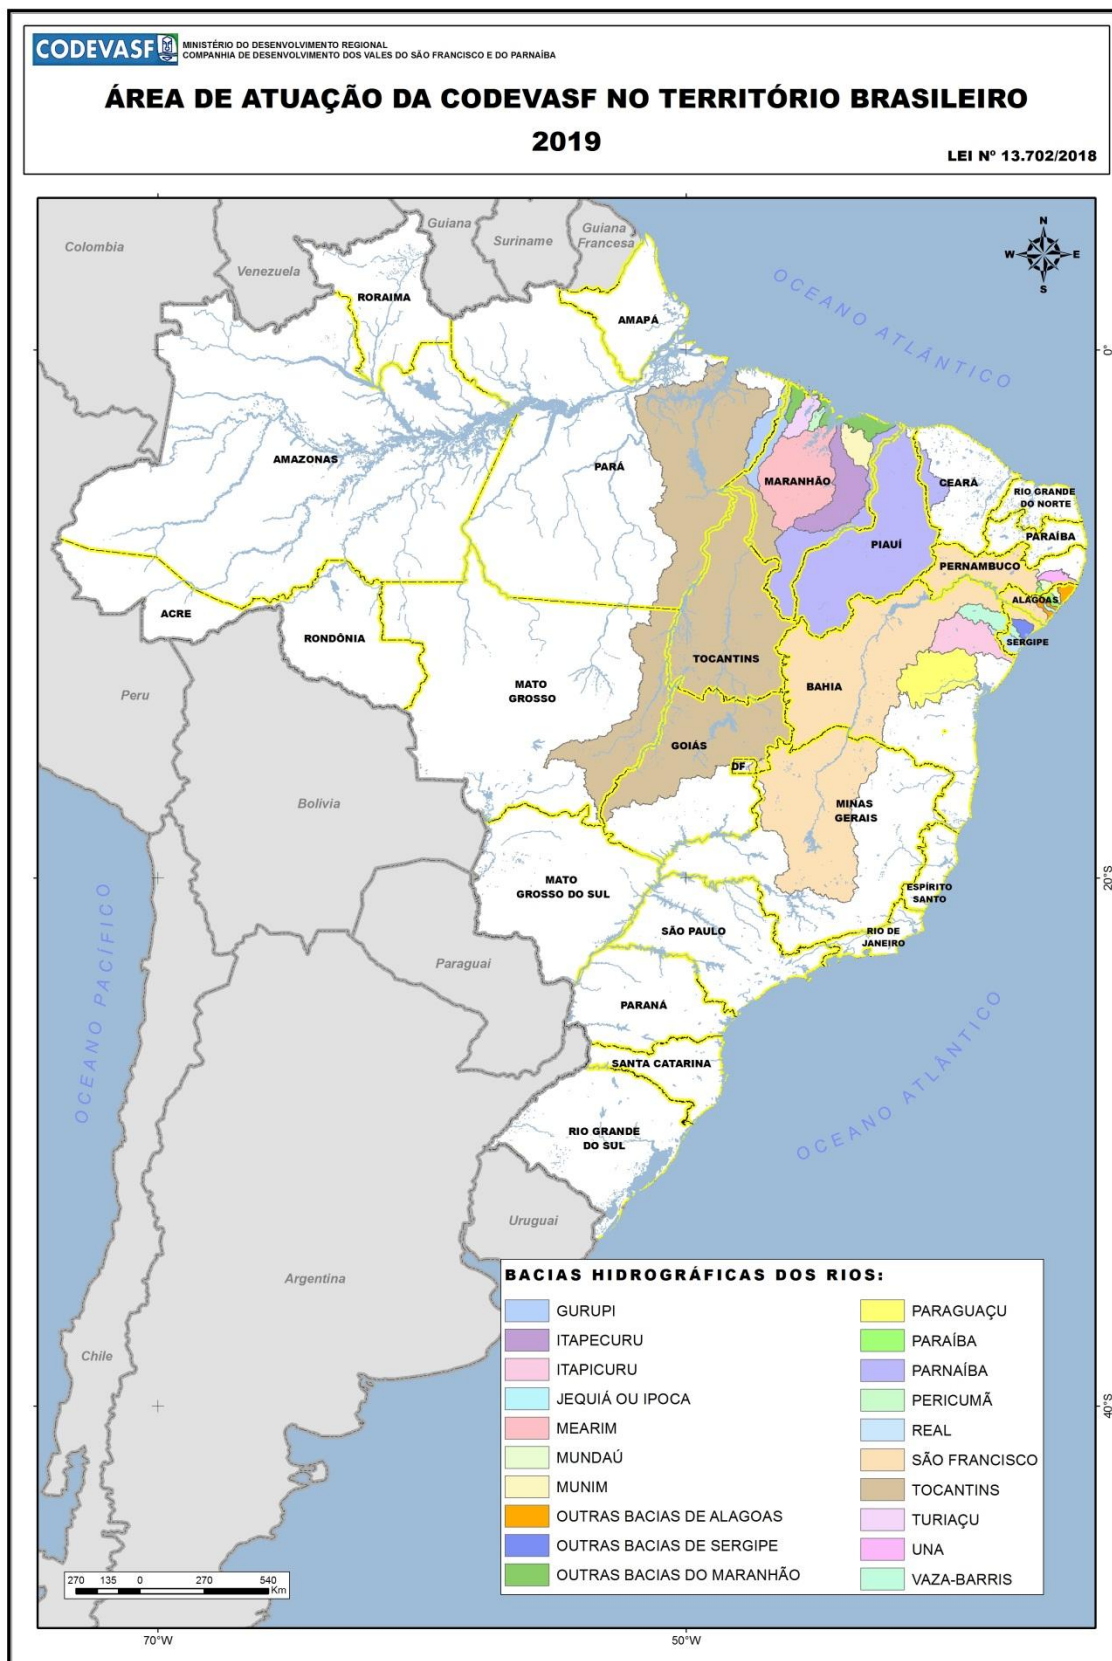 CODEVASF
MINISTÉRIO DO DESENVOLVIMENTO REGIONAL
COMPANHIA DE DESENVOLVIMENTO DOS VALES DO SÃO FRANCISCO E DO PARNAÍBA
ÁREA DE ATUAÇÃO DA CODEVASF NO TERRITÓRIO BRASILEIRO
2019
LEI Nº 13.702/2018
Colombia
Venezuela
Guiana
Suriname
Guiana
Francesa
N
W
E
S
OCEANO ATLÂNTICO
RORAIMA
AMAPÁ
0°
AMAZONAS
PARÁ
MARANHÃO
CEARÁ
RIO GRANDE
DO NORTE
PARAÍBA
PIAUÍ
PERNAMBUCO
ALAGOAS
SERGIPE
ACRE
RONDÔNIA
TOCANTINS
MATO
GROSSO
BAHIA
Peru
GOIÁS
DF
Bolivia
MINAS
GERAIS
20°S
MATO
GROSSO DO SUL
ESPÍRITO
SANTO
SÃO PAULO
RIO DE
JANEIRO
OCEANO PACÍFICO
Paraguai
PARANÁ
SANTA CATARINA
OCEANO ATLÂNTICO
RIO GRANDE
DO SUL
Uruguai
Argentina
Chile
40°S
BACIAS HIDROGRÁFICAS DOS RIOS:
GURUPI
ITAPECURU
ITAPICURU
JEQUIÁ OU IPOCA
MEARIM
MUNDAÚ
MUNIM
OUTRAS BACIAS DE ALAGOAS
OUTRAS BACIAS DE SERGIPE
OUTRAS BACIAS DO MARANHÃO
PARAGUAÇU
PARAÍBA
PARNAÍBA
PERICUMÃ
REAL
SÃO FRANCISCO
TOCANTINS
TURIAÇU
UNA
VAZA-BARRIS
270 135 0 270 540
Km
70°W
50°W